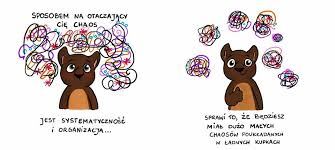 SPOSOBEM NA OTACZAJĄCY
CIĘ CHAOS
JEST SYSTEMATYCZNOŚĆ
I ORGANIZACJA...
SPRAWI TO, ŻE BĘDZIESZ
MIAŁ DUŻO MAŁYCH
CHAOSÓW POUKŁADANYCH
W ŁADNYCH KUPKACH